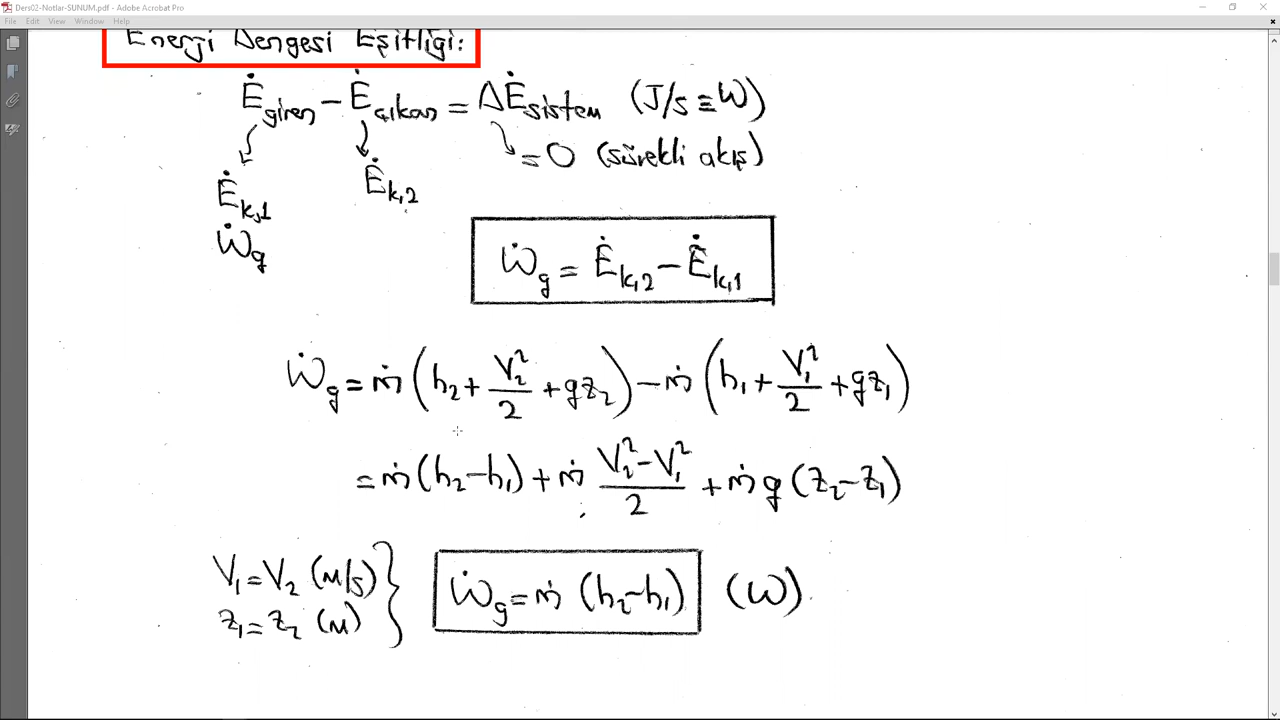 Ders02-Notlar-SUNUM.pdf - Adobe Acrobat Pro
File Edit View Window Help
Enerji Dengesi Eşitliği:
Ė_giren − Ė_çıkan = ΔĖ_sistem (J/s ≡ W)
= 0 (sürekli akış)
Ė_k,1 Ė_k,2
Ẇ_g
Ẇ_g = Ė_k,2 − Ė_k,1
Ẇ_g = ṁ (h₂ + V₂²/2 + gz₂) − ṁ (h₁ + V₁²/2 + gz₁)
= ṁ (h₂ − h₁) + ṁ (V₂² − V₁²)/2 + ṁ g (z₂ − z₁)
V₁ = V₂ (m/s)
z₁ = z₂ (m)
Ẇ_g = ṁ (h₂ − h₁) (W)